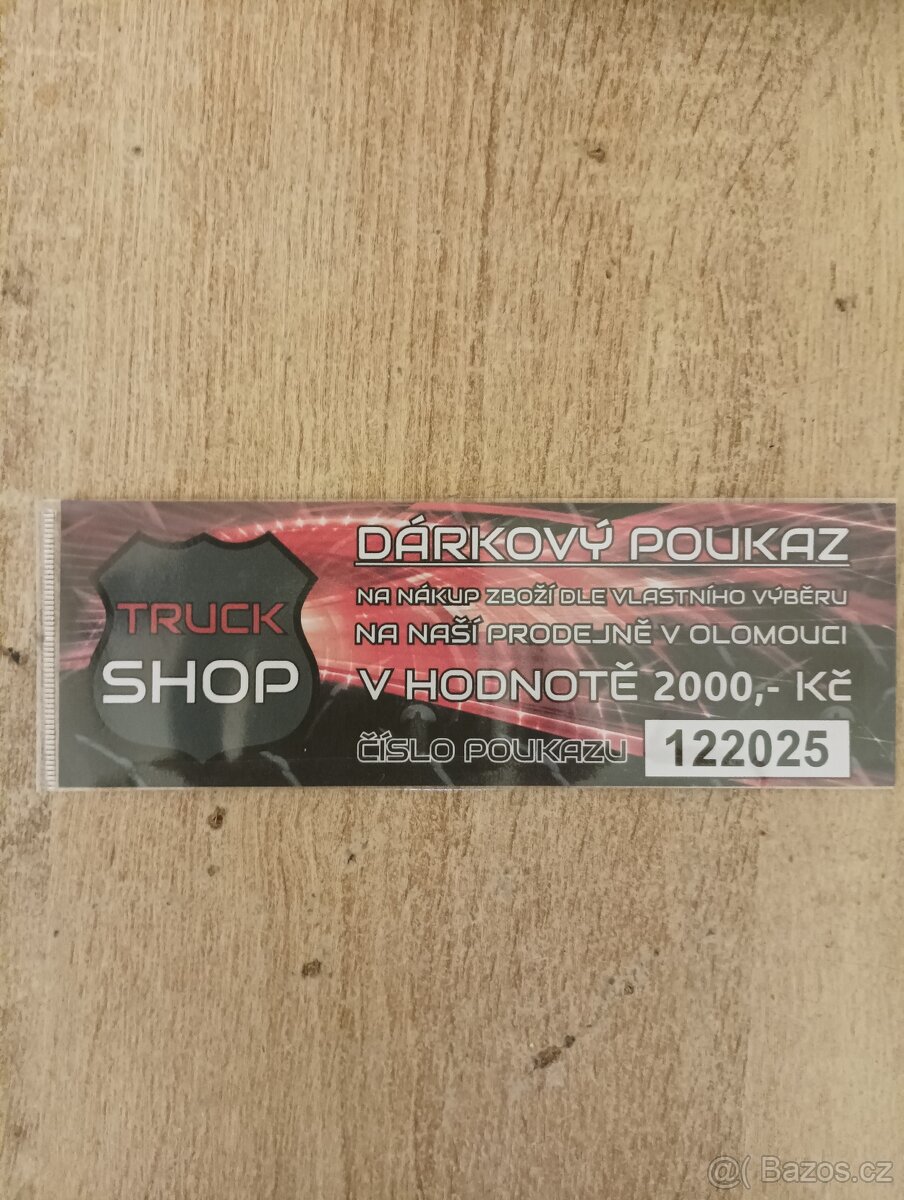 TRUCK
SHOP
DÁRKOVÝ POUKAZ
NA NÁKUP ZBOŽÍ DLE VLASTNÍHO VÝBĚRU
NA NAŠÍ PRODEJNĚ V OLOMOUCI
V HODNOTĚ 2000,- Kč
ČÍSLO POUKAZU 122025
Bazos.cz